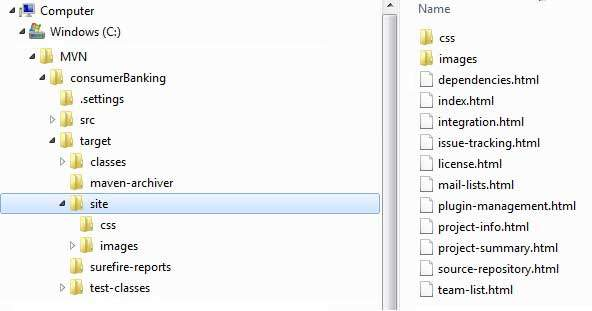 Computer
Windows (C:)
MVN
consumerBanking
.settings
src
target
classes
maven-archiver
site
css
images
surefire-reports
test-classes
Name
css
images
dependencies.html
index.html
integration.html
issue-tracking.html
license.html
mail-lists.html
plugin-management.html
project-info.html
project-summary.html
source-repository.html
team-list.html